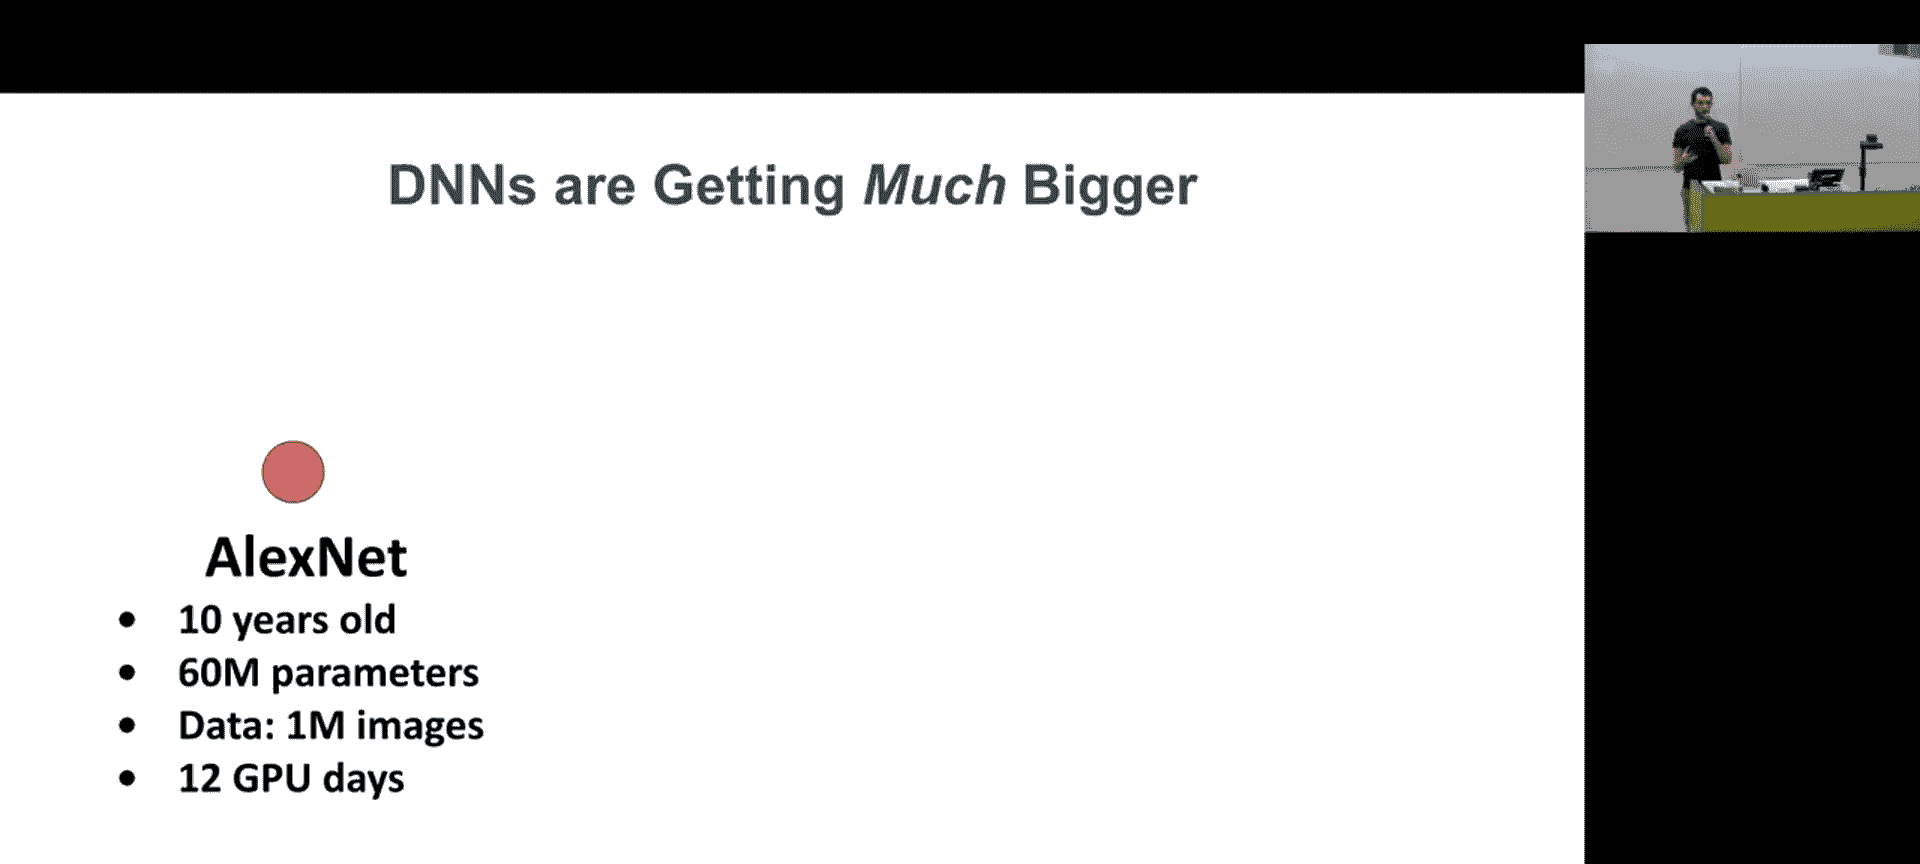 DNNs are Getting Much Bigger
AlexNet
• 10 years old
• 60M parameters
• Data: 1M images
• 12 GPU days